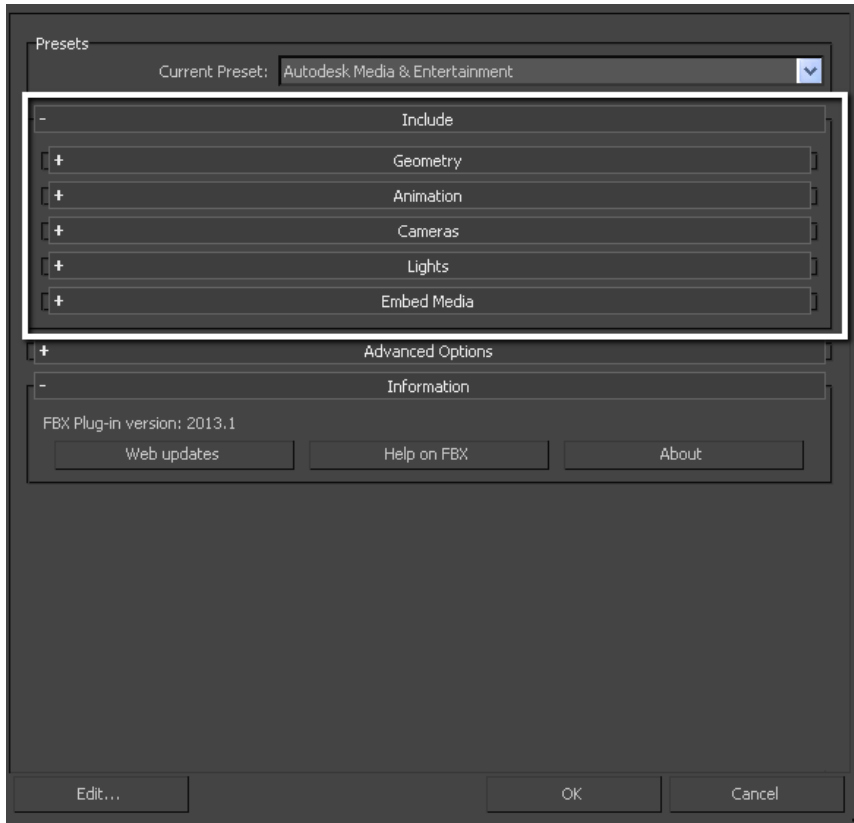 Presets
Current Preset: Autodesk Media & Entertainment
- Include
+ Geometry
+ Animation
+ Cameras
+ Lights
+ Embed Media
+ Advanced Options
- Information
FBX Plug-in version: 2013.1
Web updates Help on FBX About
Edit... OK Cancel